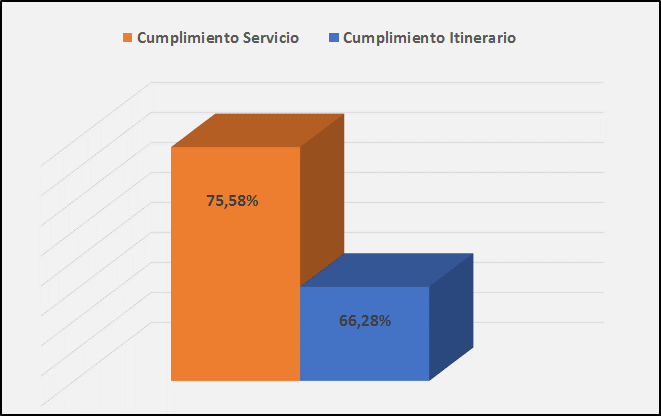 Cumplimiento Servicio Cumplimiento Itinerario
75,58%
66,28%